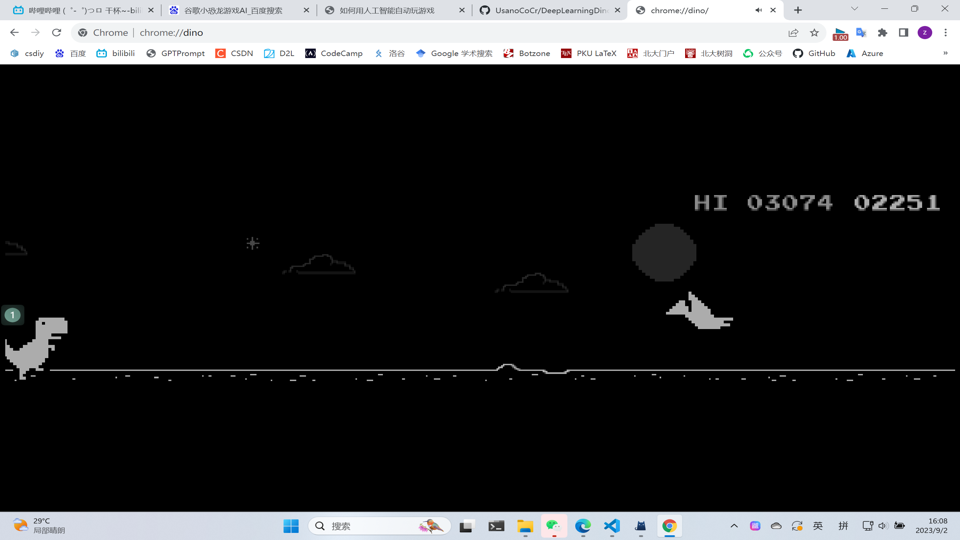 哔哩哔哩 (゜-゜)つロ 干杯~-bili
谷歌小恐龙游戏AI_百度搜索
如何用人工智能自动玩游戏
UsanoCoCr/DeepLearningDin
chrome://dino/
Chrome | chrome://dino
1.00
z
csdiy
百度
bilibili
GPTPrompt
CSDN
D2L
CodeCamp
洛谷
Google 学术搜索
Botzone
PKU LaTeX
北大门户
北大树洞
公众号
GitHub
Azure
»
HI 03074 02251
1
29°C
局部晴朗
搜索
英
拼
16:08
2023/9/2